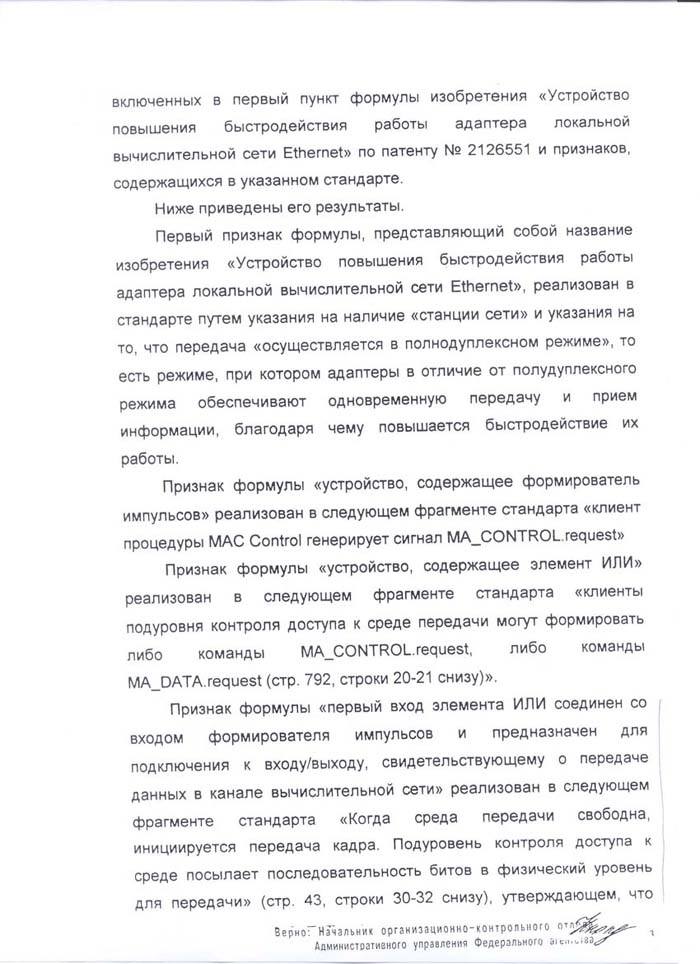 включенных в первый пункт формулы изобретения «Устройство
повышения быстродействия работы адаптера локальной
вычислительной сети Ethernet» по патенту № 2126551 и признаков,
содержащихся в указанном стандарте.
Ниже приведены его результаты.
Первый признак формулы, представляющий собой название
изобретения «Устройство повышения быстродействия работы
адаптера локальной вычислительной сети Ethernet», реализован в
стандарте путем указания на наличие «станции сети» и указания на
то, что передача «осуществляется в полнодуплексном режиме», то
есть режиме, при котором адаптеры в отличие от полудуплексного
режима обеспечивают одновременную передачу и прием
информации, благодаря чему повышается быстродействие их
работы.
Признак формулы «устройство, содержащее формирователь
импульсов» реализован в следующем фрагменте стандарта «клиент
процедуры MAC Control генерирует сигнал MA_CONTROL.request»
Признак формулы «устройство, содержащее элемент ИЛИ»
реализован в следующем фрагменте стандарта «клиенты
подуровня контроля доступа к среде передачи могут формировать
либо команды MA_CONTROL.request, либо команды
MA_DATA.request (стр. 792, строки 20-21 снизу)».
Признак формулы «первый вход элемента ИЛИ соединен со
входом формирователя импульсов и предназначен для
подключения к входу/выходу, свидетельствующему о передаче
данных в канале вычислительной сети» реализован в следующем
фрагменте стандарта «Когда среда передачи свободна,
инициируется передача кадра. Подуровень контроля доступа к
среде посылает последовательность битов в физический уровень
для передачи» (стр. 43, строки 30-32 снизу), утверждающем, что
Верно: Начальник организационно-контрольного
Административного управления Федерального агентства
3